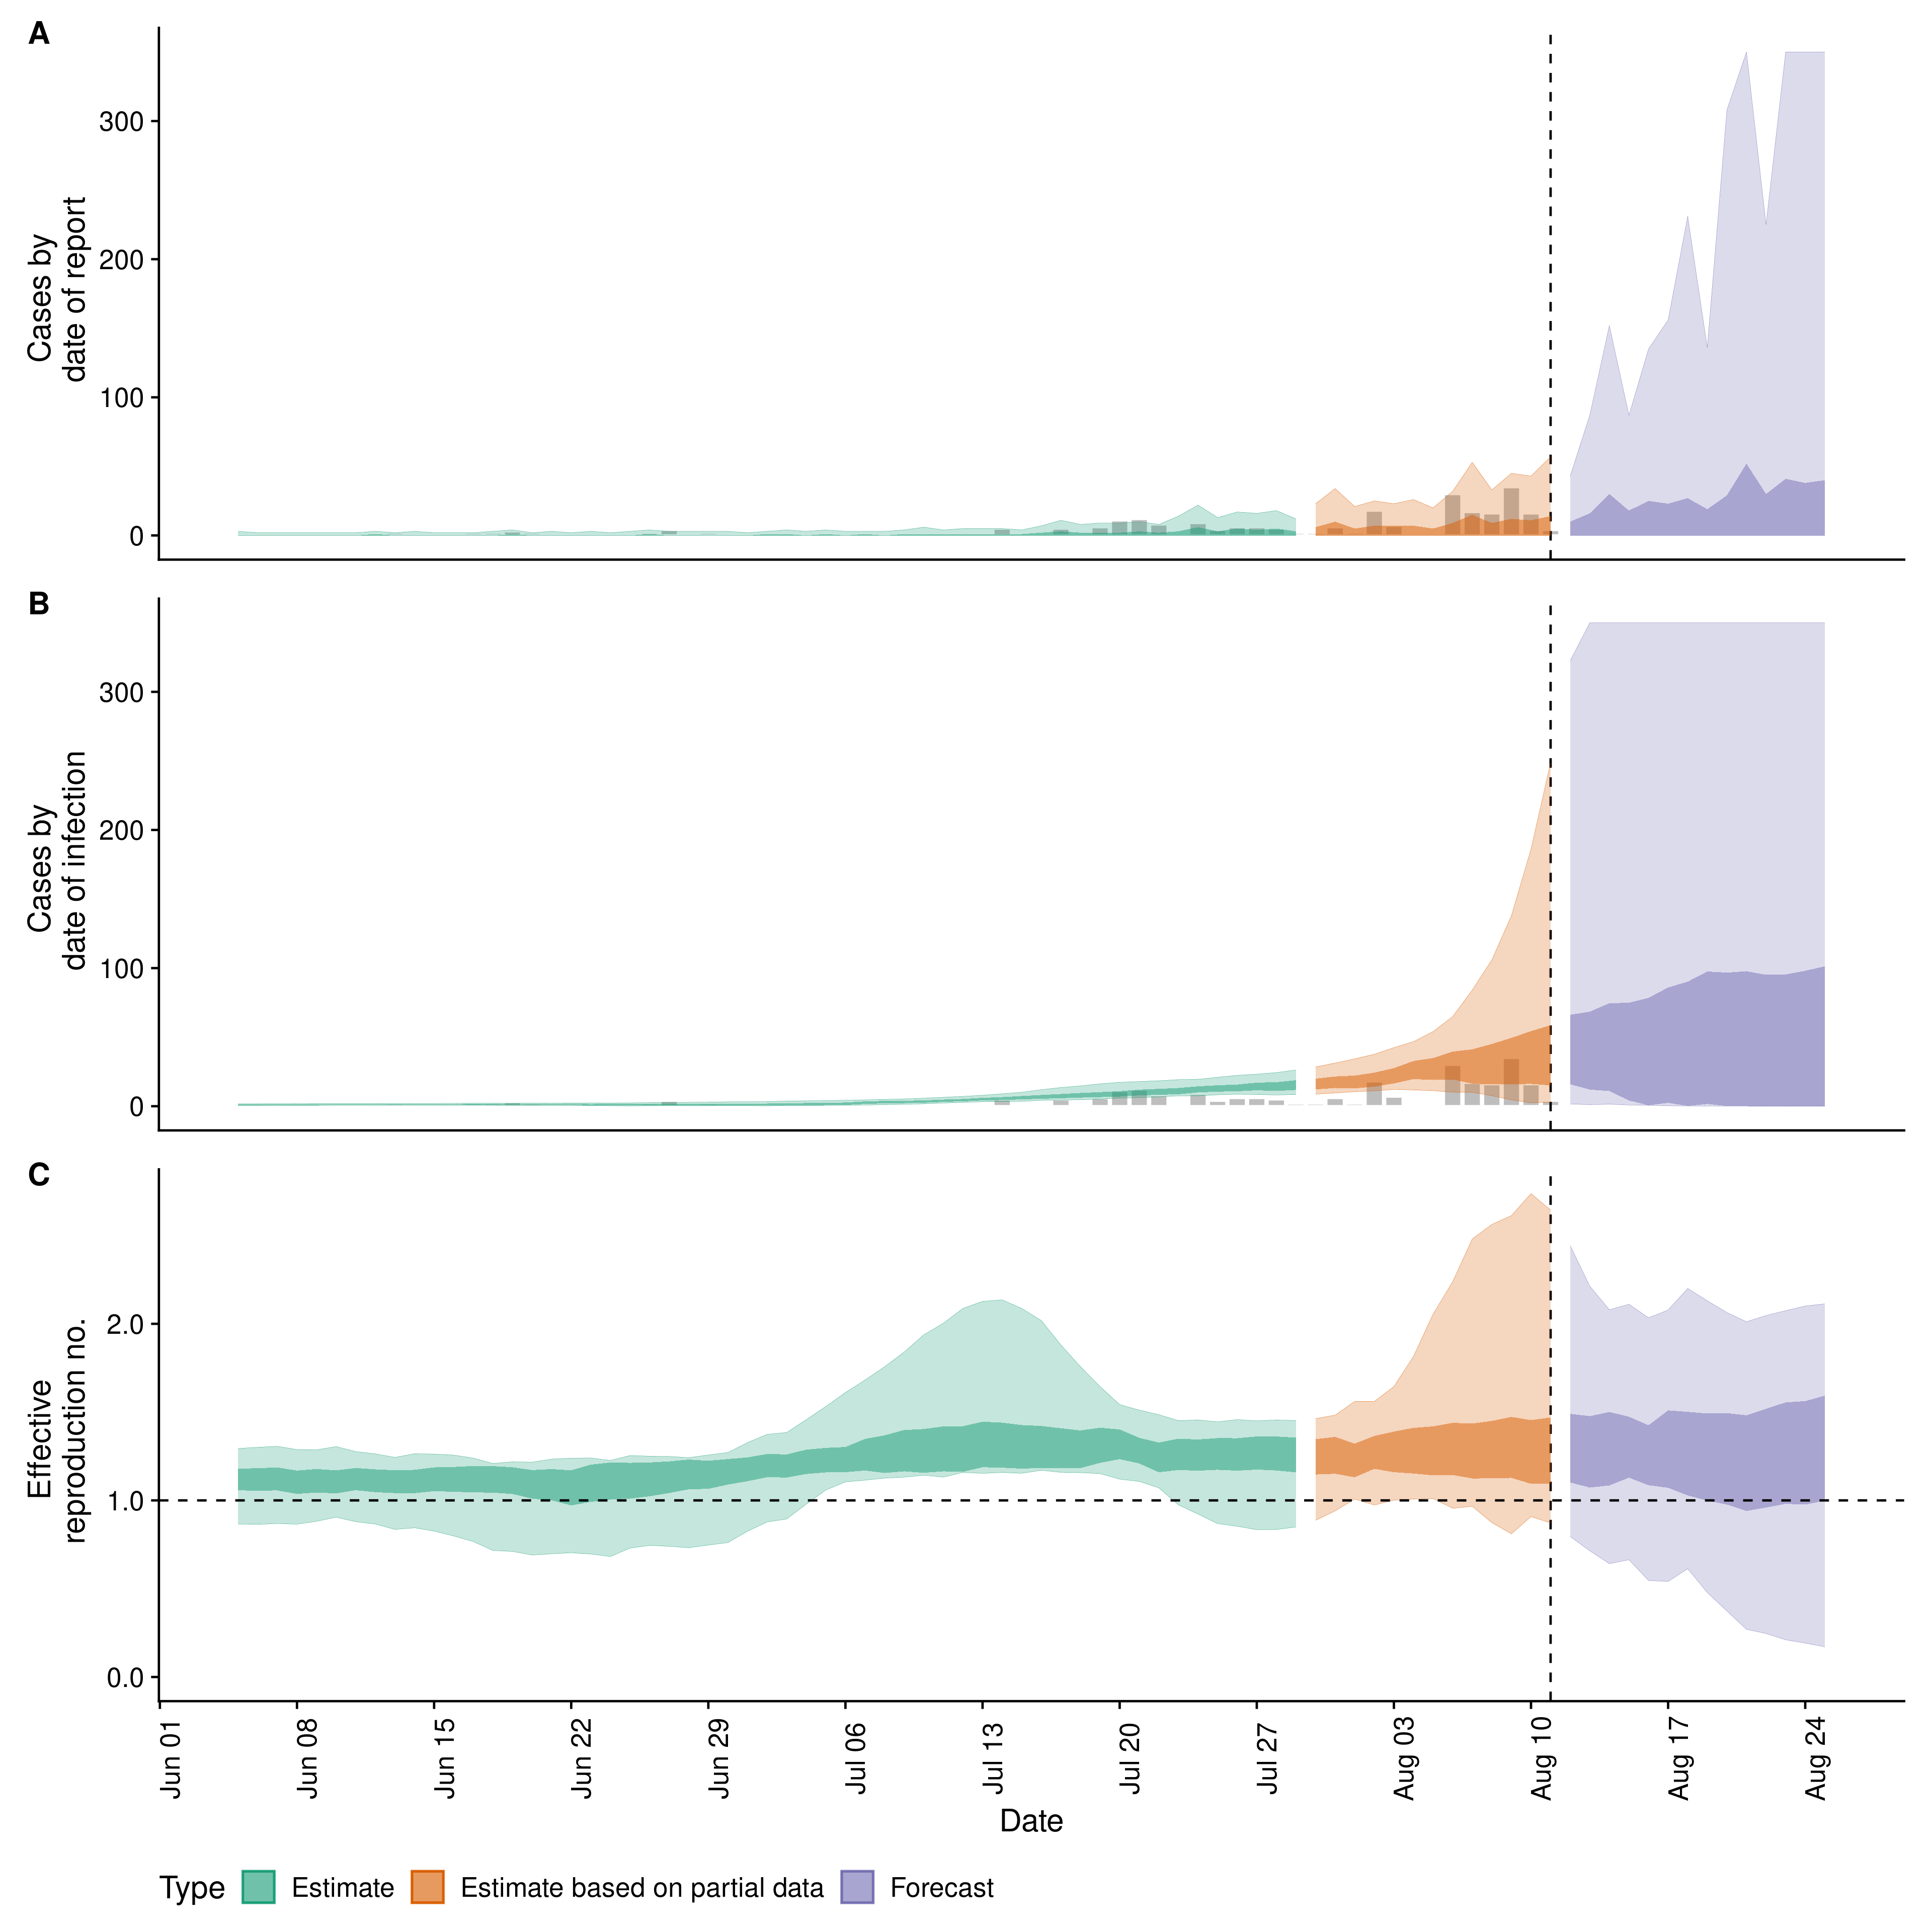 A
Cases by
date of report
300
200
100
0
B
Cases by
date of infection
300
200
100
0
C
Effective
reproduction no.
2.0
1.0
0.0
Jun 01
Jun 08
Jun 15
Jun 22
Jun 29
Jul 06
Jul 13
Jul 20
Jul 27
Aug 03
Aug 10
Aug 17
Aug 24
Date
Type Estimate Estimate based on partial data Forecast